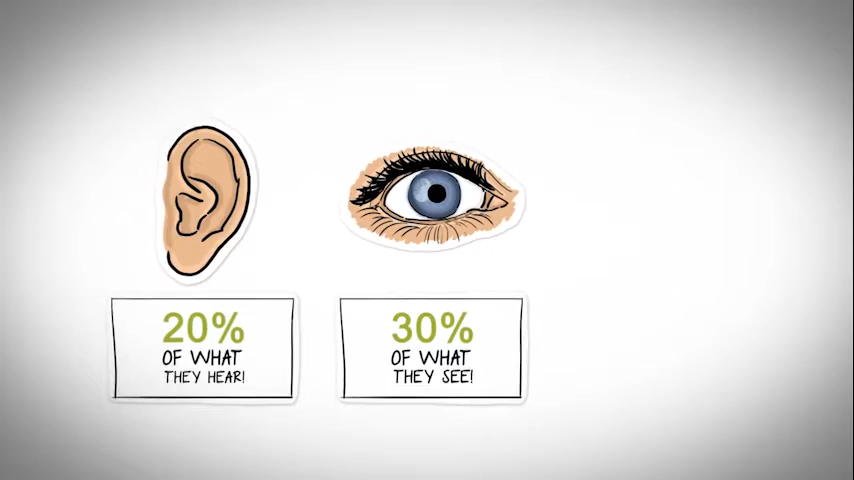 20%
OF WHAT
THEY HEAR!
30%
OF WHAT
THEY SEE!